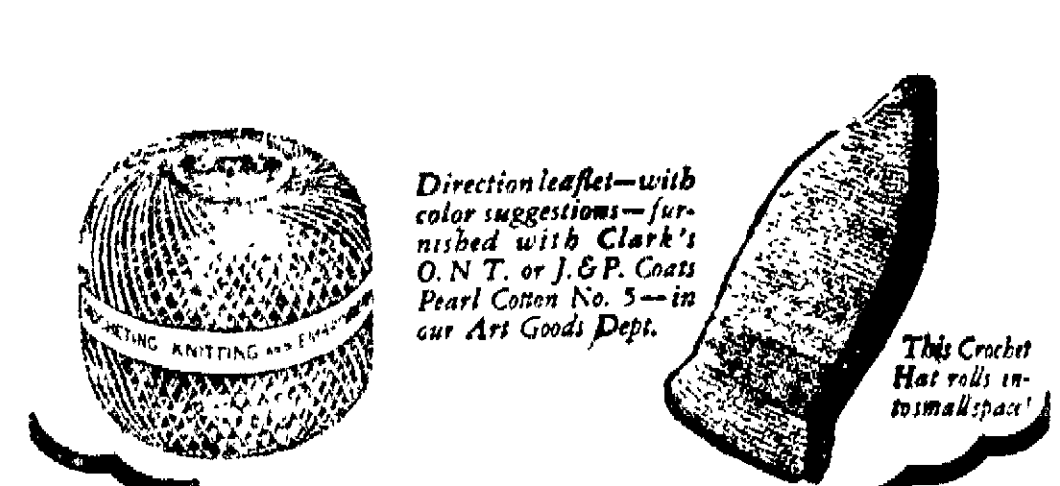 Direction leaflet—with
color suggestions—fur-
nished with Clark's
O. N T. or J. & P. Coats
Pearl Cotton No. 5—in
our Art Goods Dept.
CROCHETING KNITTING AND
This Crochet
Hat rolls in-
to small space!